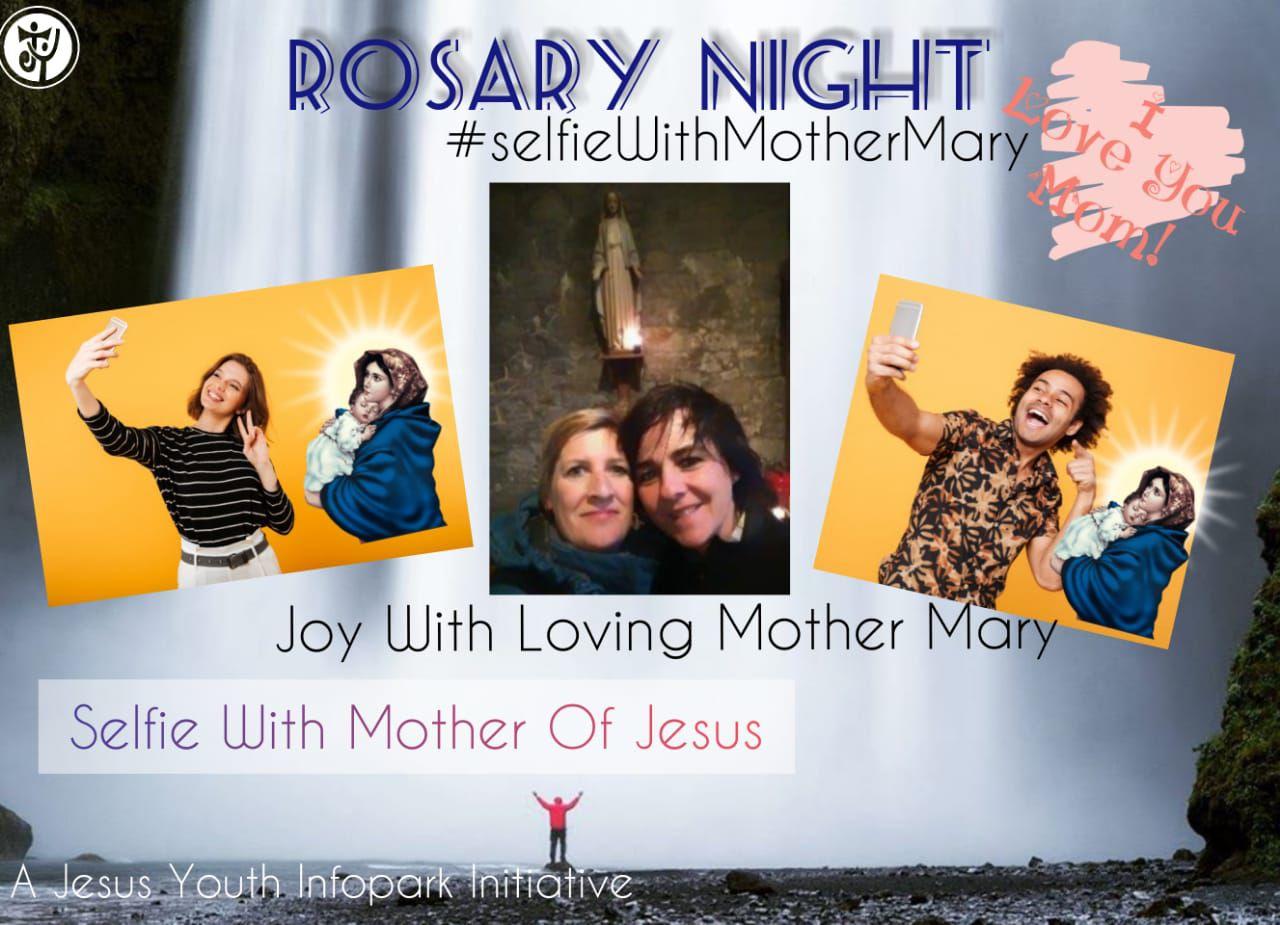 ROSARY NIGHT
#selfieWithMotherMary
I
Love You
Mom!
Joy With Loving Mother Mary
Selfie With Mother Of Jesus
A Jesus Youth Infopark Initiative